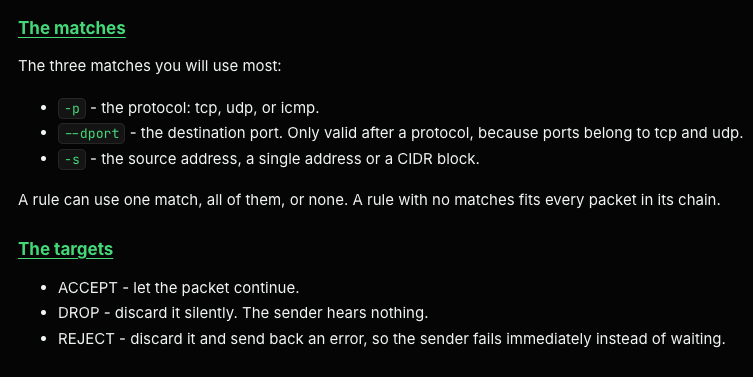 The matches
The three matches you will use most:
• -p - the protocol: tcp, udp, or icmp.
• --dport - the destination port. Only valid after a protocol, because ports belong to tcp and udp.
• -s - the source address, a single address or a CIDR block.
A rule can use one match, all of them, or none. A rule with no matches fits every packet in its chain.
The targets
• ACCEPT - let the packet continue.
• DROP - discard it silently. The sender hears nothing.
• REJECT - discard it and send back an error, so the sender fails immediately instead of waiting.